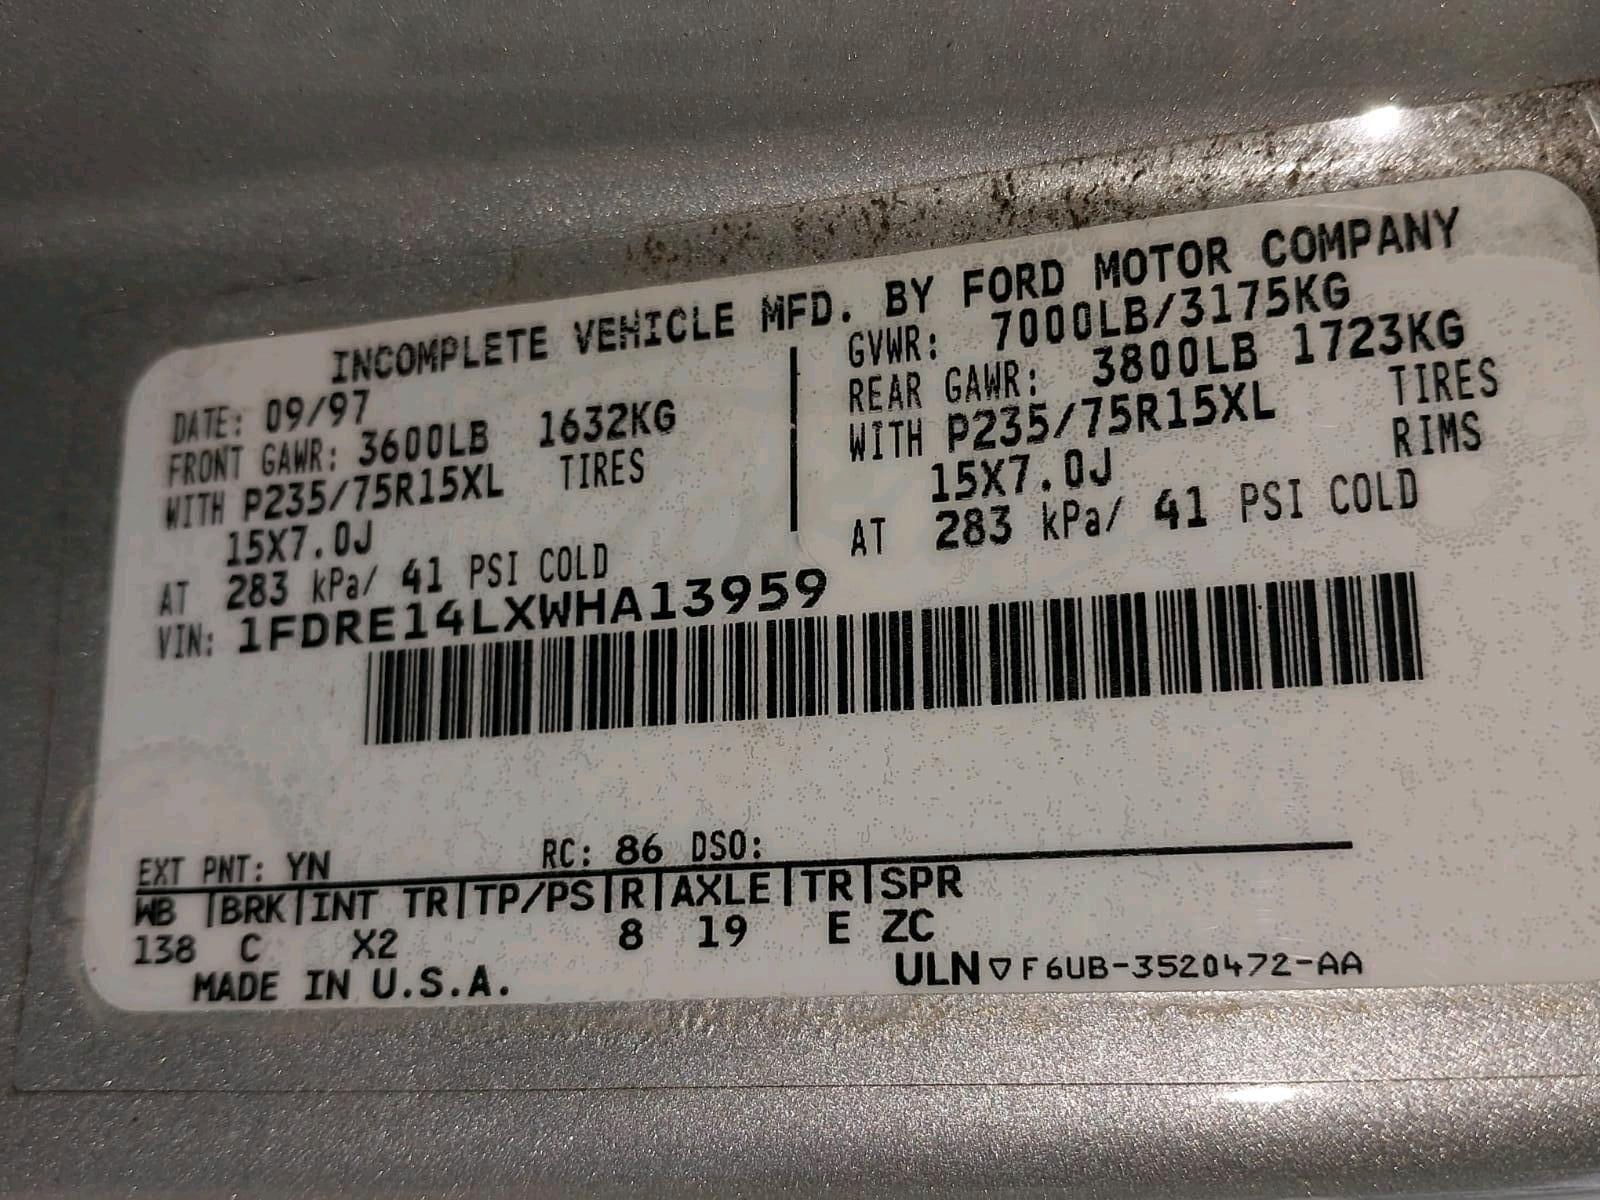 INCOMPLETE VEHICLE MFD. BY FORD MOTOR COMPANY
DATE: 09/97
FRONT GAWR: 3600LB 1632KG
WITH P235/75R15XL TIRES
15X7.0J
AT 283 kPa/ 41 PSI COLD
GVWR: 7000LB/3175KG
REAR GAWR: 3800LB 1723KG
WITH P235/75R15XL TIRES
15X7.0J RIMS
AT 283 kPa/ 41 PSI COLD
VIN: 1FDRE14LXWHA13959
EXT PNT: YN RC: 86 DSO:
WB |BRK|INT TR|TP/PS|R|AXLE|TR|SPR
138 C X2 8 19 E ZC
MADE IN U.S.A.
ULN ▽ F6UB-3520472-AA